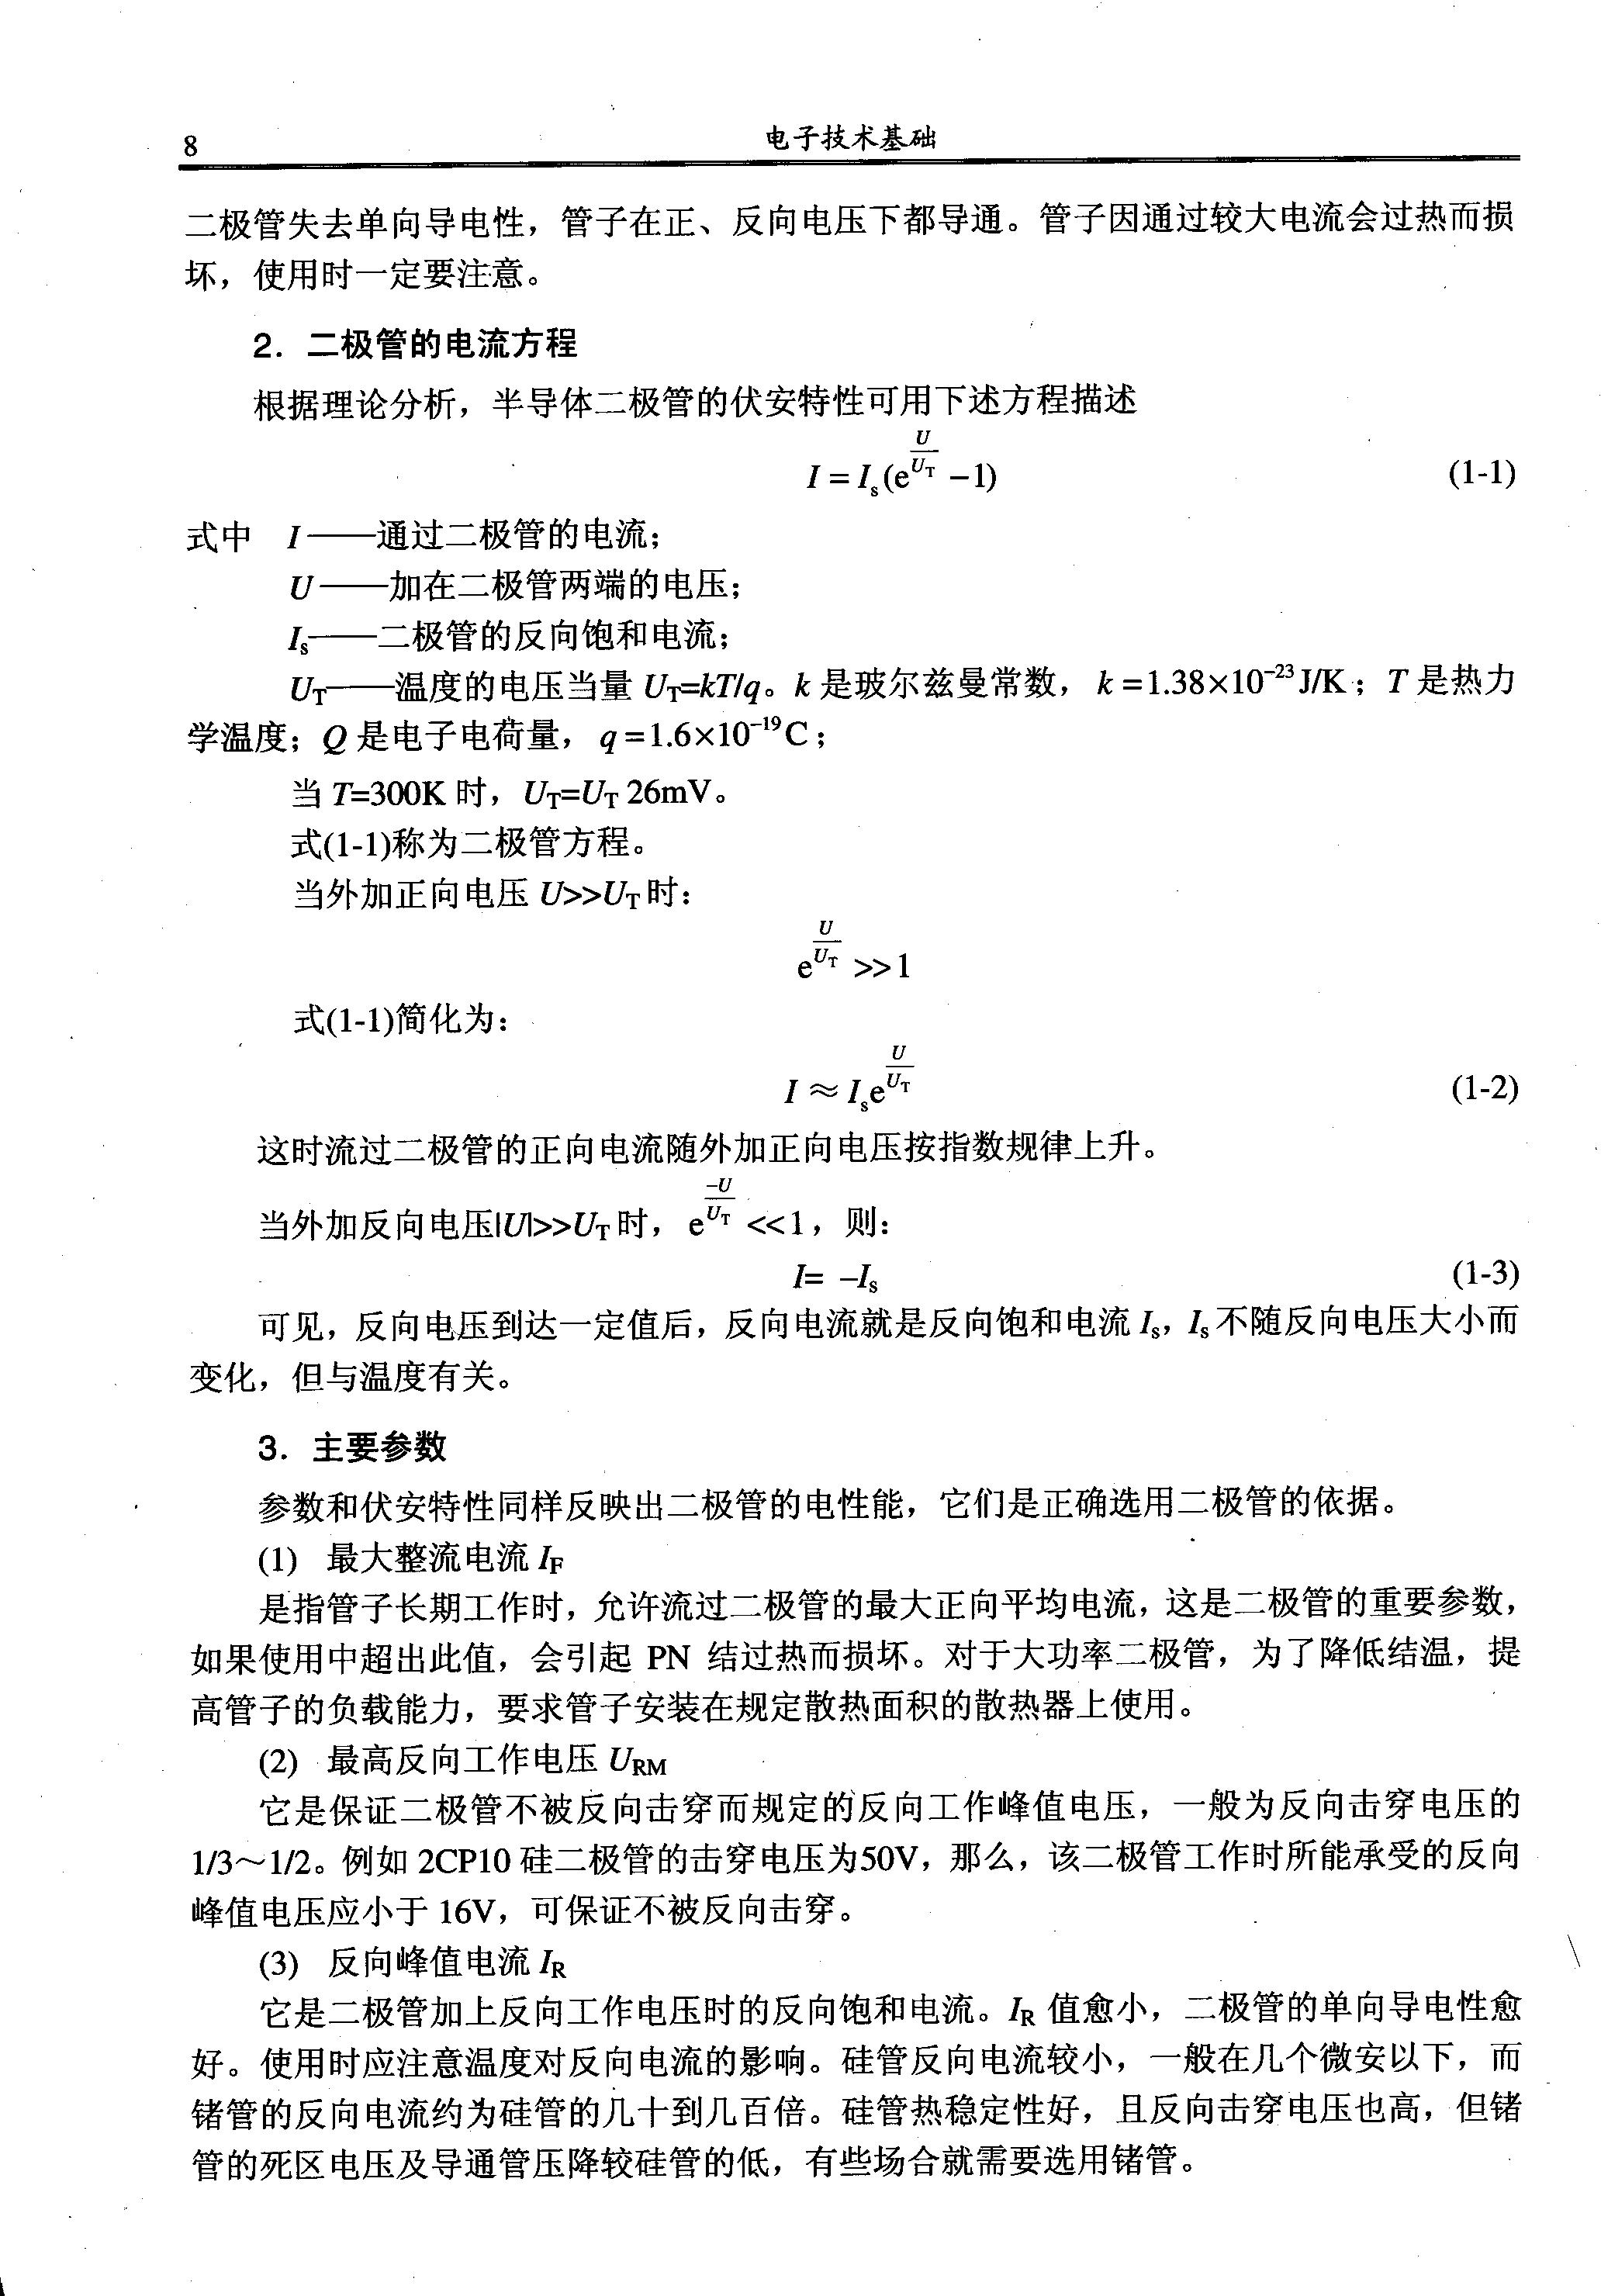 8
电子技术基础
二极管失去单向导电性，管子在正、反向电压下都导通。管子因通过较大电流会过热而损
坏，使用时一定要注意。
2．二极管的电流方程
根据理论分析，半导体二极管的伏安特性可用下述方程描述
I = I_s(e^{U/U_T} −1) (1-1)
式中 I——通过二极管的电流；
U——加在二极管两端的电压；
I_s——二极管的反向饱和电流；
U_T——温度的电压当量 U_T=kT/q。k 是玻尔兹曼常数，k =1.38×10^{-23} J/K；T 是热力
学温度；Q 是电子电荷量，q =1.6×10^{-19}C；
当 T=300K 时，U_T=U_T 26mV。
式(1-1)称为二极管方程。
当外加正向电压 U>>U_T 时：
e^{U/U_T} >>1
式(1-1)简化为：
I ≈ I_s e^{U/U_T} (1-2)
这时流过二极管的正向电流随外加正向电压按指数规律上升。
当外加反向电压|U|>>U_T 时，e^{-U/U_T} <<1，则：
I= −I_s (1-3)
可见，反向电压到达一定值后，反向电流就是反向饱和电流 I_s，I_s 不随反向电压大小而
变化，但与温度有关。
3．主要参数
参数和伏安特性同样反映出二极管的电性能，它们是正确选用二极管的依据。
(1) 最大整流电流 I_F
是指管子长期工作时，允许流过二极管的最大正向平均电流，这是二极管的重要参数，
如果使用中超出此值，会引起 PN 结过热而损坏。对于大功率二极管，为了降低结温，提
高管子的负载能力，要求管子安装在规定散热面积的散热器上使用。
(2) 最高反向工作电压 U_RM
它是保证二极管不被反向击穿而规定的反向工作峰值电压，一般为反向击穿电压的
1/3～1/2。例如 2CP10 硅二极管的击穿电压为50V，那么，该二极管工作时所能承受的反向
峰值电压应小于 16V，可保证不被反向击穿。
(3) 反向峰值电流 I_R
它是二极管加上反向工作电压时的反向饱和电流。I_R 值愈小，二极管的单向导电性愈
好。使用时应注意温度对反向电流的影响。硅管反向电流较小，一般在几个微安以下，而
锗管的反向电流约为硅管的几十到几百倍。硅管热稳定性好，且反向击穿电压也高，但锗
管的死区电压及导通管压降较硅管的低，有些场合就需要选用锗管。